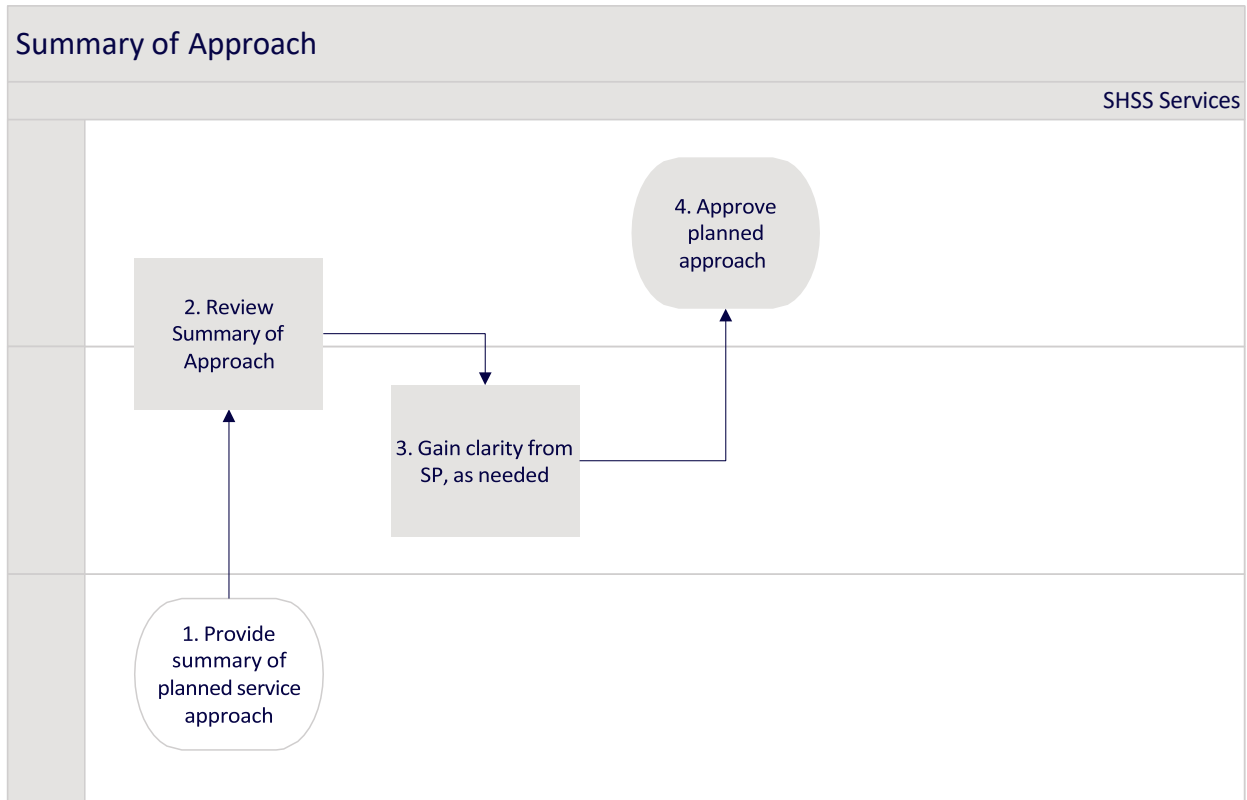 Summary of Approach
SHSS Services
4. Approve
planned
approach
2. Review
Summary of
Approach
3. Gain clarity from
SP, as needed
1. Provide
summary of
planned service
approach